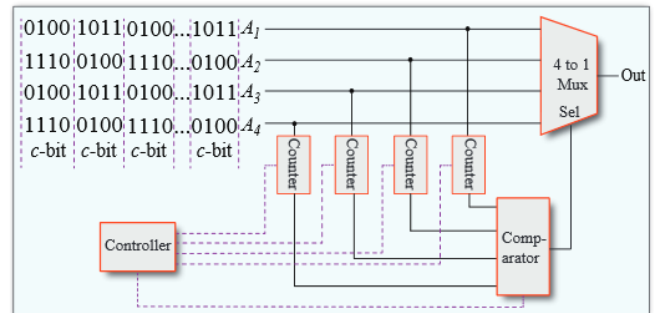 0100 1011 0100...1011 A1
1110 0100 1110...0100 A2
0100 1011 0100...1011 A3
1110 0100 1110...0100 A4
c-bit c-bit c-bit c-bit
4 to 1
Mux
Sel
Out
Counter Counter Counter Counter
Controller
Comp-
arator